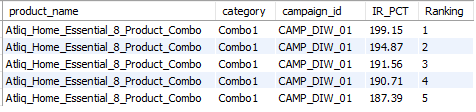 product_name category campaign_id IR_PCT Ranking
Atliq_Home_Essential_8_Product_Combo Combo1 CAMP_DIW_01 199.15 1
Atliq_Home_Essential_8_Product_Combo Combo1 CAMP_DIW_01 194.87 2
Atliq_Home_Essential_8_Product_Combo Combo1 CAMP_DIW_01 191.56 3
Atliq_Home_Essential_8_Product_Combo Combo1 CAMP_DIW_01 190.71 4
Atliq_Home_Essential_8_Product_Combo Combo1 CAMP_DIW_01 187.39 5